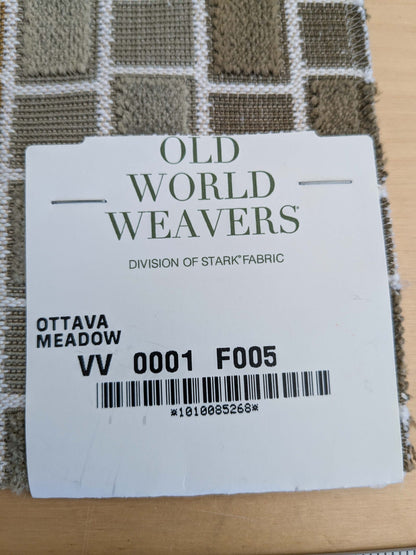 OLD
WORLD
WEAVERS®
DIVISION OF STARK® FABRIC
OTTAVA
MEADOW
VV 0001 F005
*1010085268*